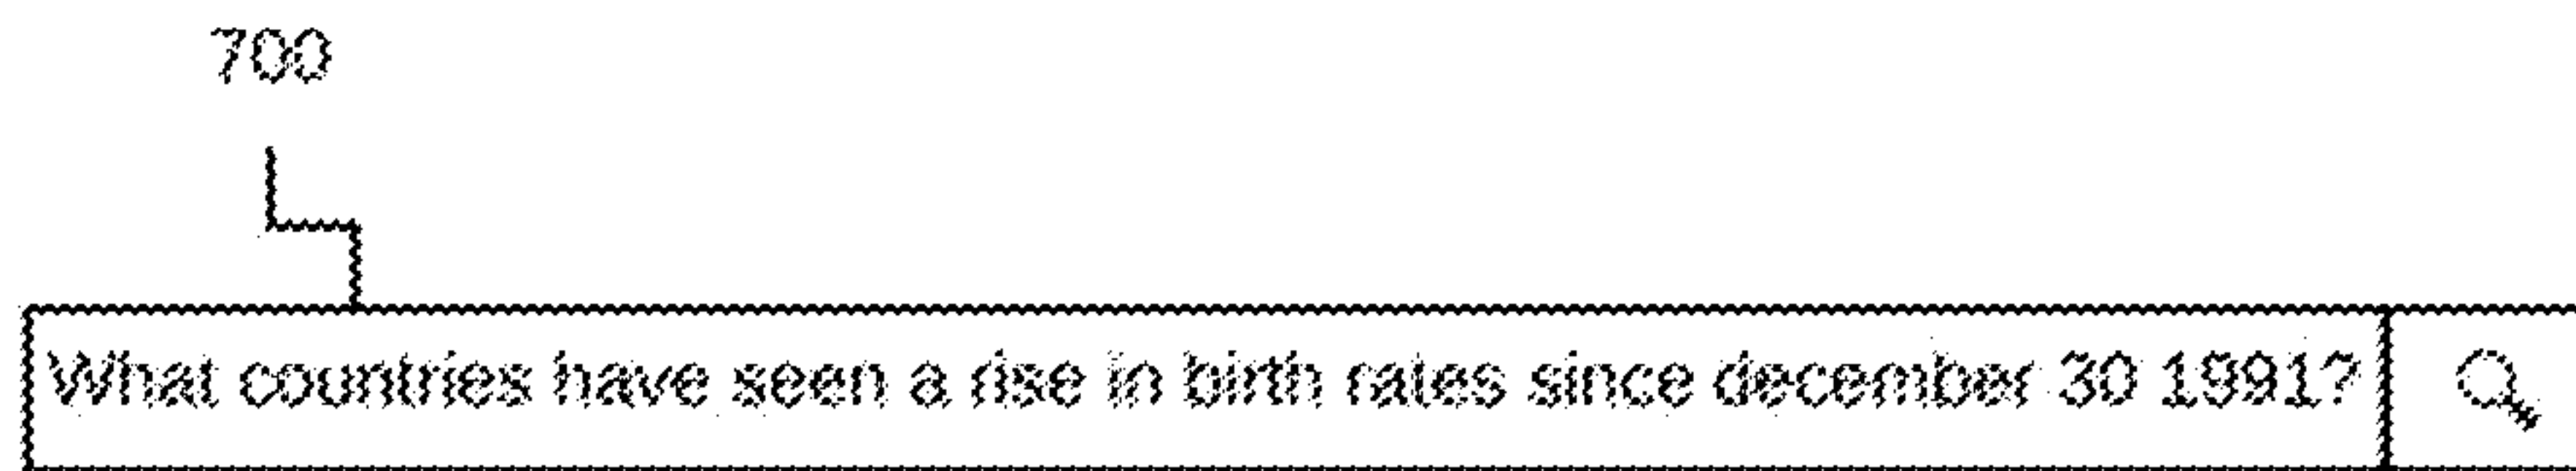 700
What countries have seen a rise in birth rates since december 30 1991?